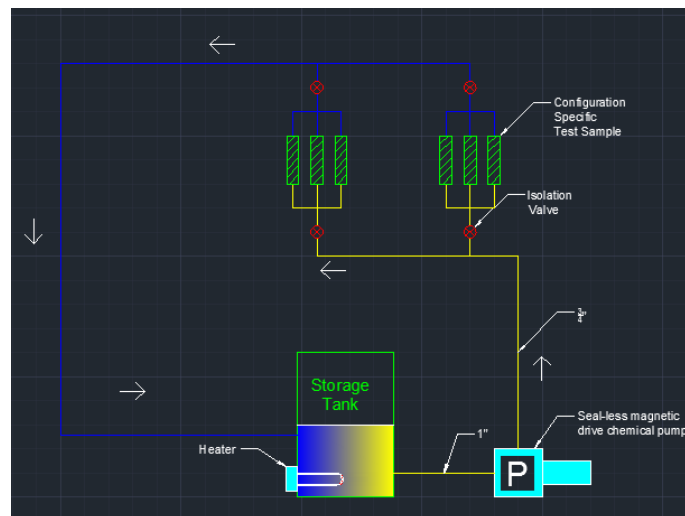 Configuration
Specific
Test Sample
Isolation
Valve
3/4"
Storage
Tank
Seal-less magnetic
drive chemical pump
1"
Heater
P